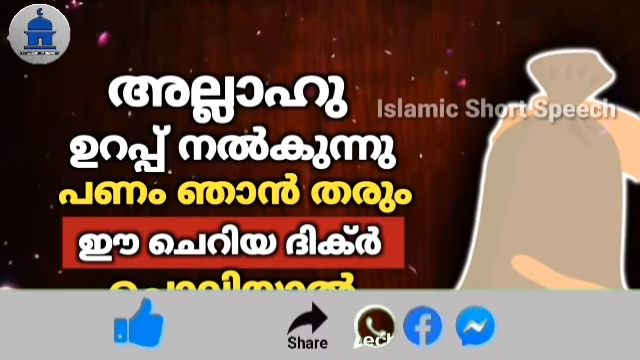 അല്ലാഹു
Islamic Short Speech
ഉറപ്പ് നൽകുന്നു
പണം ഞാൻ തരും
ഈ ചെറിയ ദിക്ർ
Share